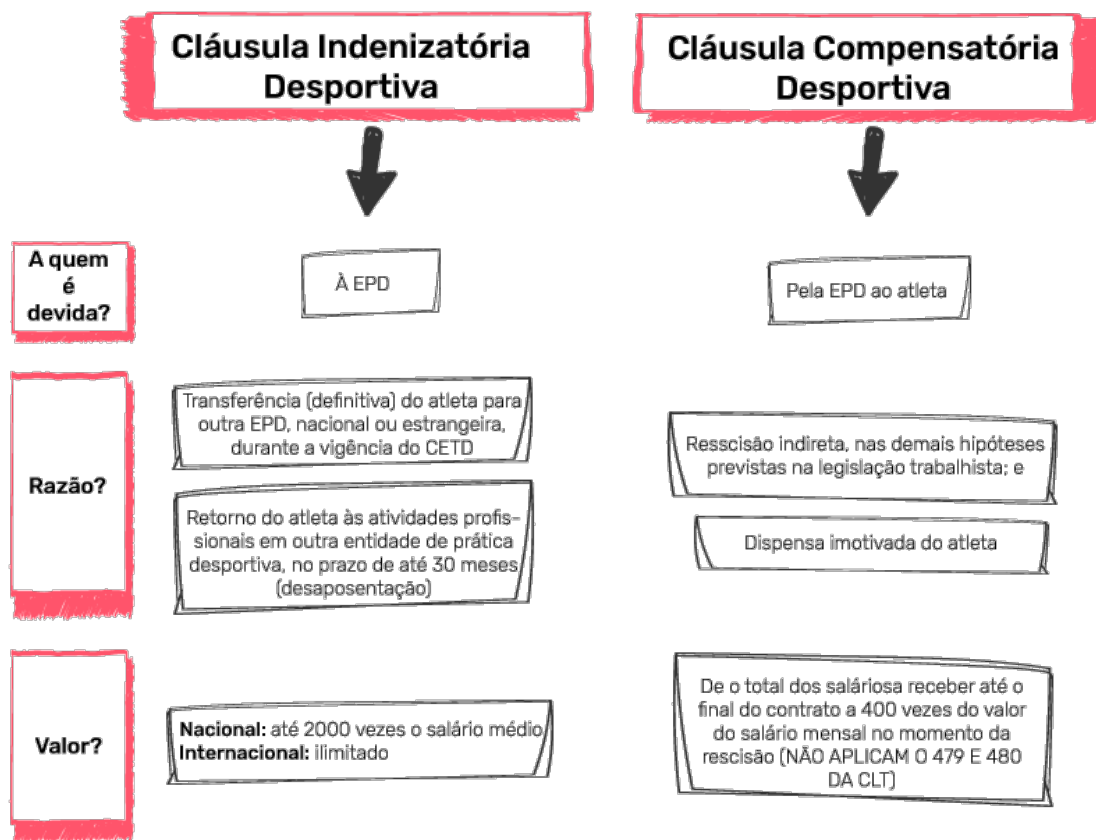 Cláusula Indenizatória
Desportiva
Cláusula Compensatória
Desportiva
A quem
é
devida?
À EPD
Pela EPD ao atleta
Razão?
Transferência (definitiva) do atleta para
outra EPD, nacional ou estrangeira,
durante a vigência do CETD
Retorno do atleta às atividades profis-
sionais em outra entidade de prática
desportiva, no prazo de até 30 meses
(desaposentação)
Resscisão indireta, nas demais hipóteses
previstas na legislação trabalhista; e
Dispensa imotivada do atleta
Valor?
Nacional: até 2000 vezes o salário médio
Internacional: ilimitado
De o total dos saláriosa receber até o
final do contrato a 400 vezes do valor
do salário mensal no momento da
rescisão (NÃO APLICAM O 479 E 480
DA CLT)